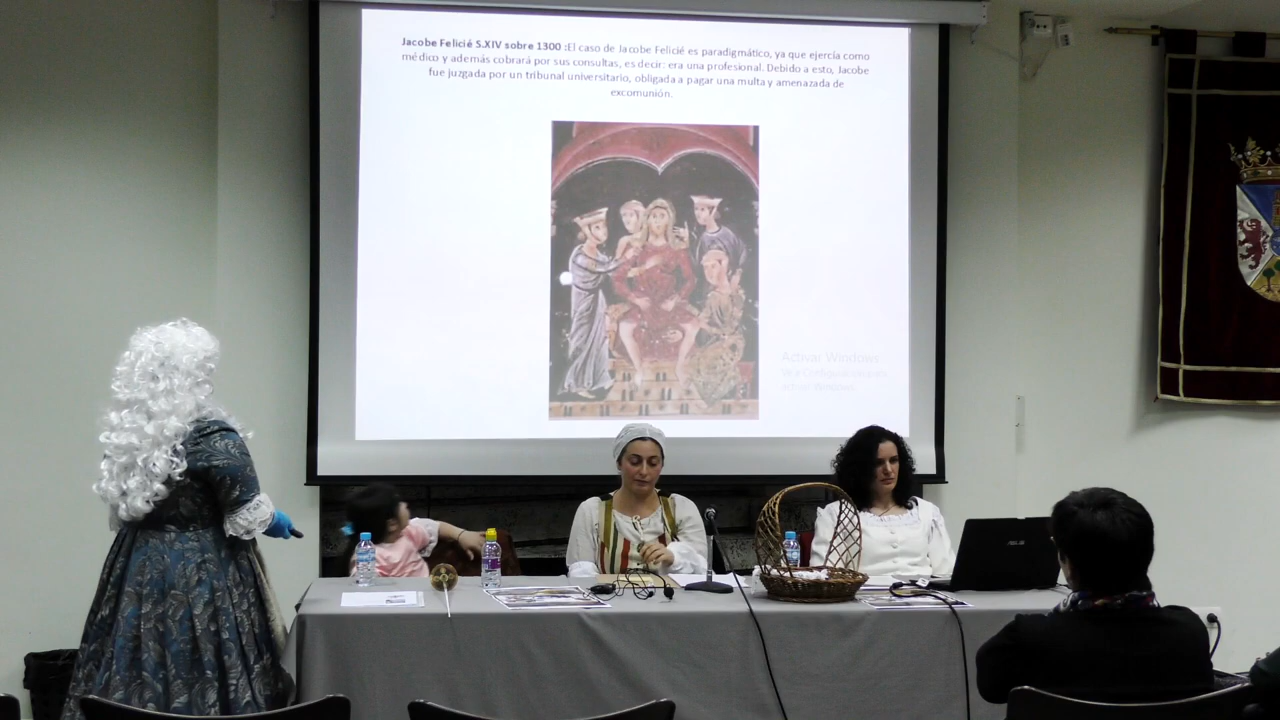 Jacobe Felicié S.XIV sobre 1300 :El caso de Jacobe Felicié es paradigmático, ya que ejercía como
médico y además cobrará por sus consultas, es decir: era una profesional. Debido a esto, Jacobe
fue juzgada por un tribunal universitario, obligada a pagar una multa y amenazada de
excomunión.
Activar Windows
ASUS